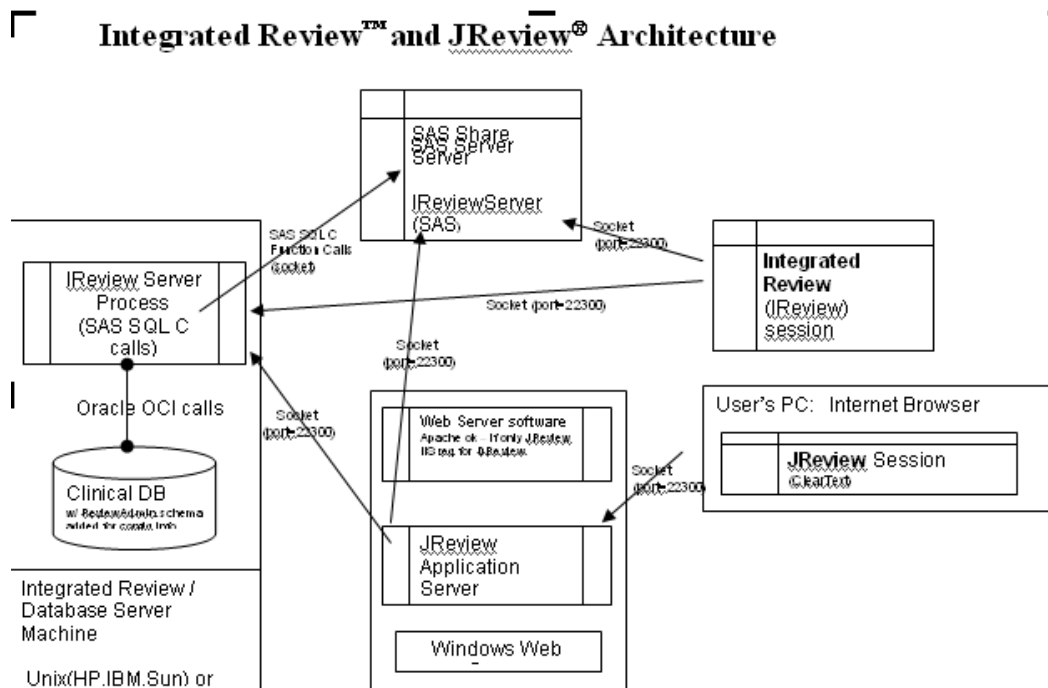 Integrated Review™ and JReview® Architecture
SAS Share
SAS Server
Server
IReviewServer
(SAS)
SAS SQL C
Function Calls
(socket)
Socket
(port=22300)
IReview Server
Process
(SAS SQL C
calls)
Integrated
Review
(IReview)
session
Socket (port=22300)
Socket
(port=22300)
Oracle OCI calls
Socket
(port=22300)
Web Server software
Apache ok – if only JReview
IIS req. for
User's PC: Internet Browser
JReview Session
(ClearText)
Socket
(port=22300)
Clinical DB
w/ ReviewAdmin schema
added for
JReview
Application
Server
Integrated Review /
Database Server
Machine
Windows Web
Unix(HP.IBM.Sun) or